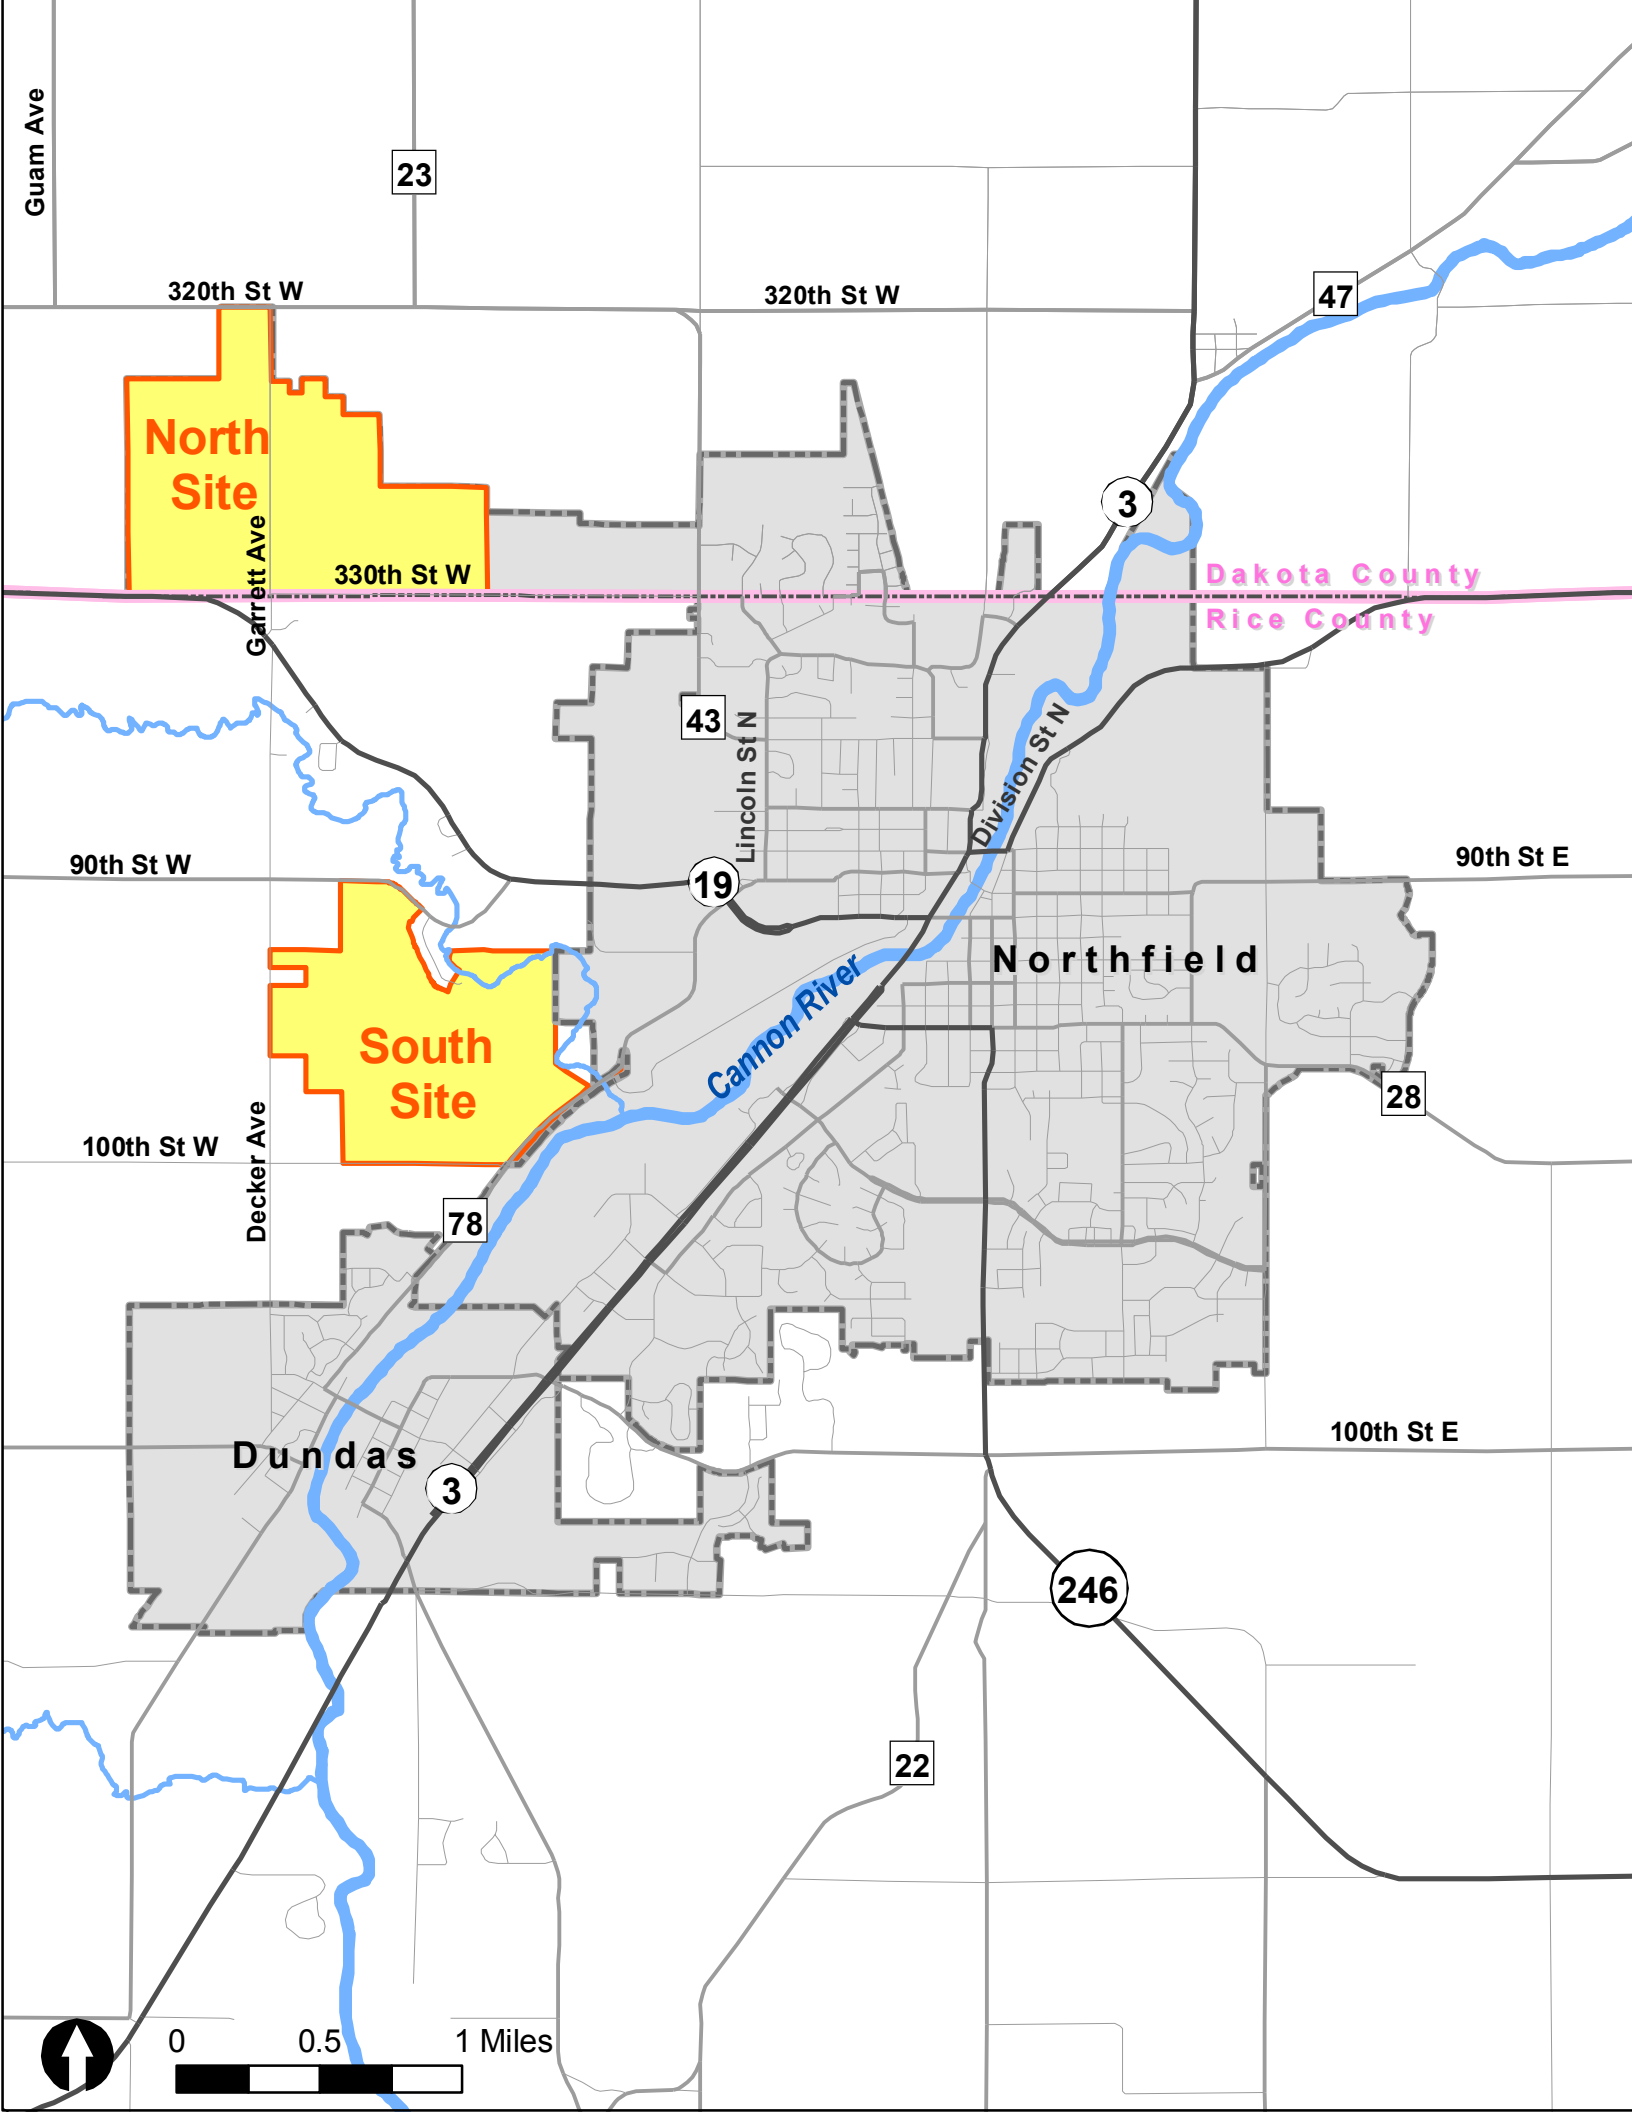 Guam Ave
23
320th St W
320th St W
47
North
Site
3
Garrett Ave
330th St W
Dakota County
Rice County
43
Lincoln St N
Division St N
90th St W
19
90th St E
Northfield
Cannon River
South
Site
28
Decker Ave
100th St W
78
100th St E
Dundas
3
246
22
0 0.5 1 Miles